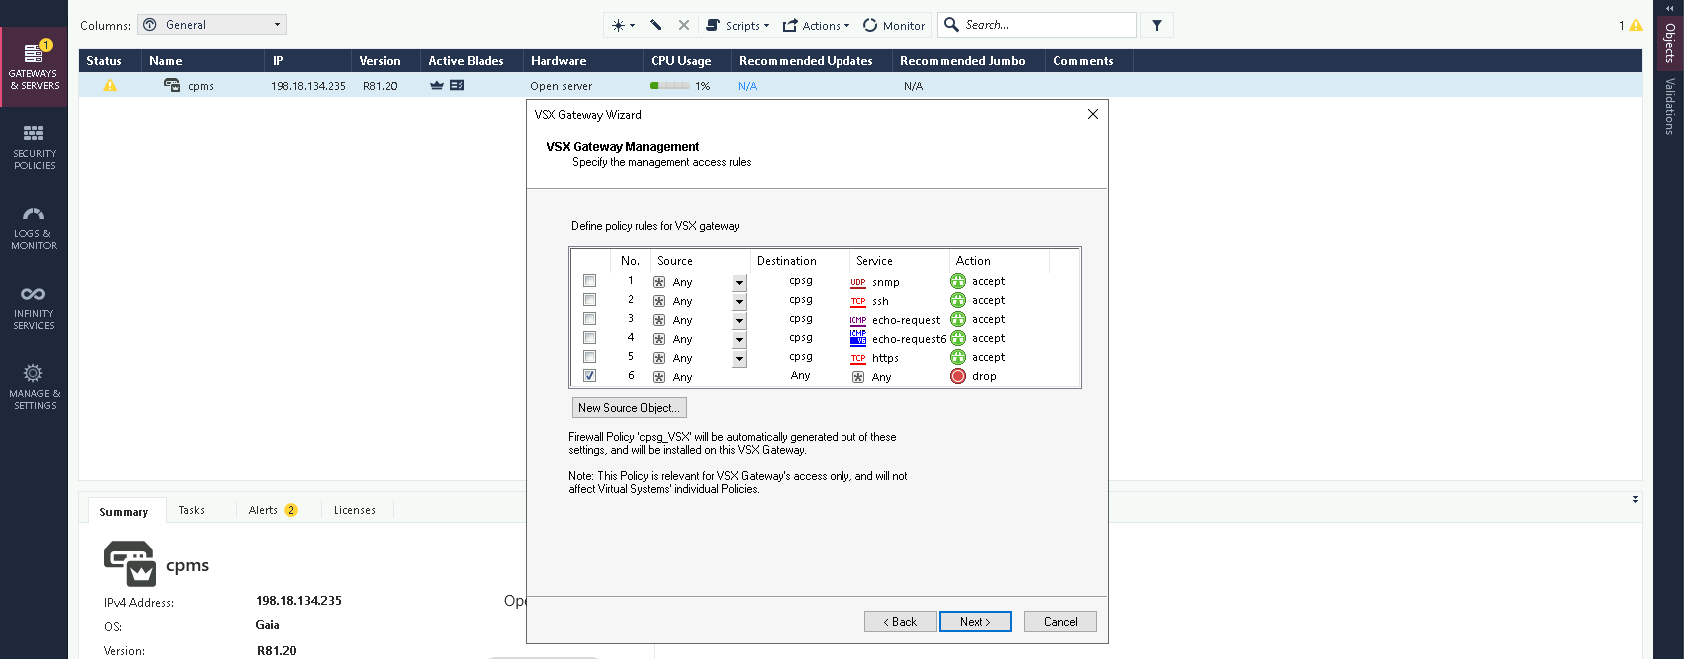 Columns: General
Scripts Actions Monitor Search...
1
Status Name IP Version Active Blades Hardware CPU Usage Recommended Updates Recommended Jumbo Comments
cpms 198.18.134.235 R81.20 Open server 1% N/A N/A
1
GATEWAYS
& SERVERS
SECURITY
POLICIES
LOGS &
MONITOR
INFINITY
SERVICES
MANAGE &
SETTINGS
Objects
Validations
VSX Gateway Wizard
VSX Gateway Management
Specify the management access rules
Define policy rules for VSX gateway
No. Source Destination Service Action
1 Any cpsg UDP snmp accept
2 Any cpsg TCP ssh accept
3 Any cpsg ICMP echo-request accept
4 Any cpsg ICMP V6 echo-request6 accept
5 Any cpsg TCP https accept
6 Any Any Any drop
New Source Object...
Firewall Policy 'cpsg_VSX' will be automatically generated out of these
settings, and will be installed on this VSX Gateway.
Note: This Policy is relevant for VSX Gateway's access only, and will not
affect Virtual Systems' individual Policies.
< Back Next > Cancel
Summary Tasks Alerts 2 Licenses
cpms
IPv4 Address: 198.18.134.235
Ope
OS: Gaia
Version: R81.20